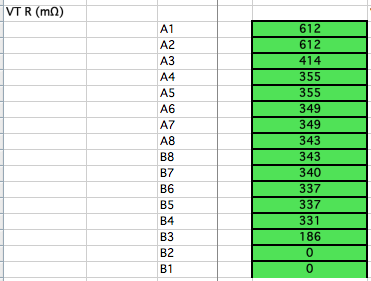 VT R (mΩ)
A1 612
A2 612
A3 414
A4 355
A5 355
A6 349
A7 349
A8 343
B8 343
B7 340
B6 337
B5 337
B4 331
B3 186
B2 0
B1 0